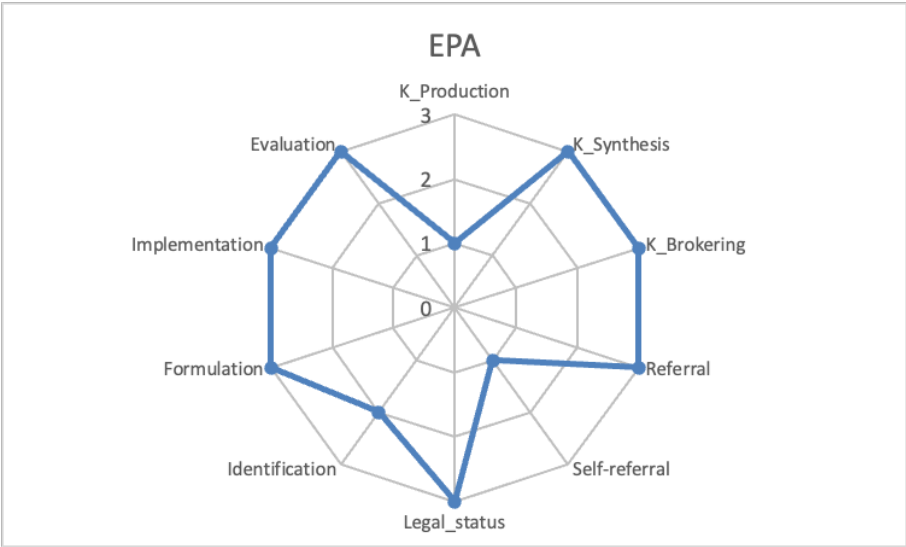 EPA
K_Production
3
Evaluation
K_Synthesis
2
Implementation
1
K_Brokering
0
Formulation
Referral
Identification
Self-referral
Legal_status